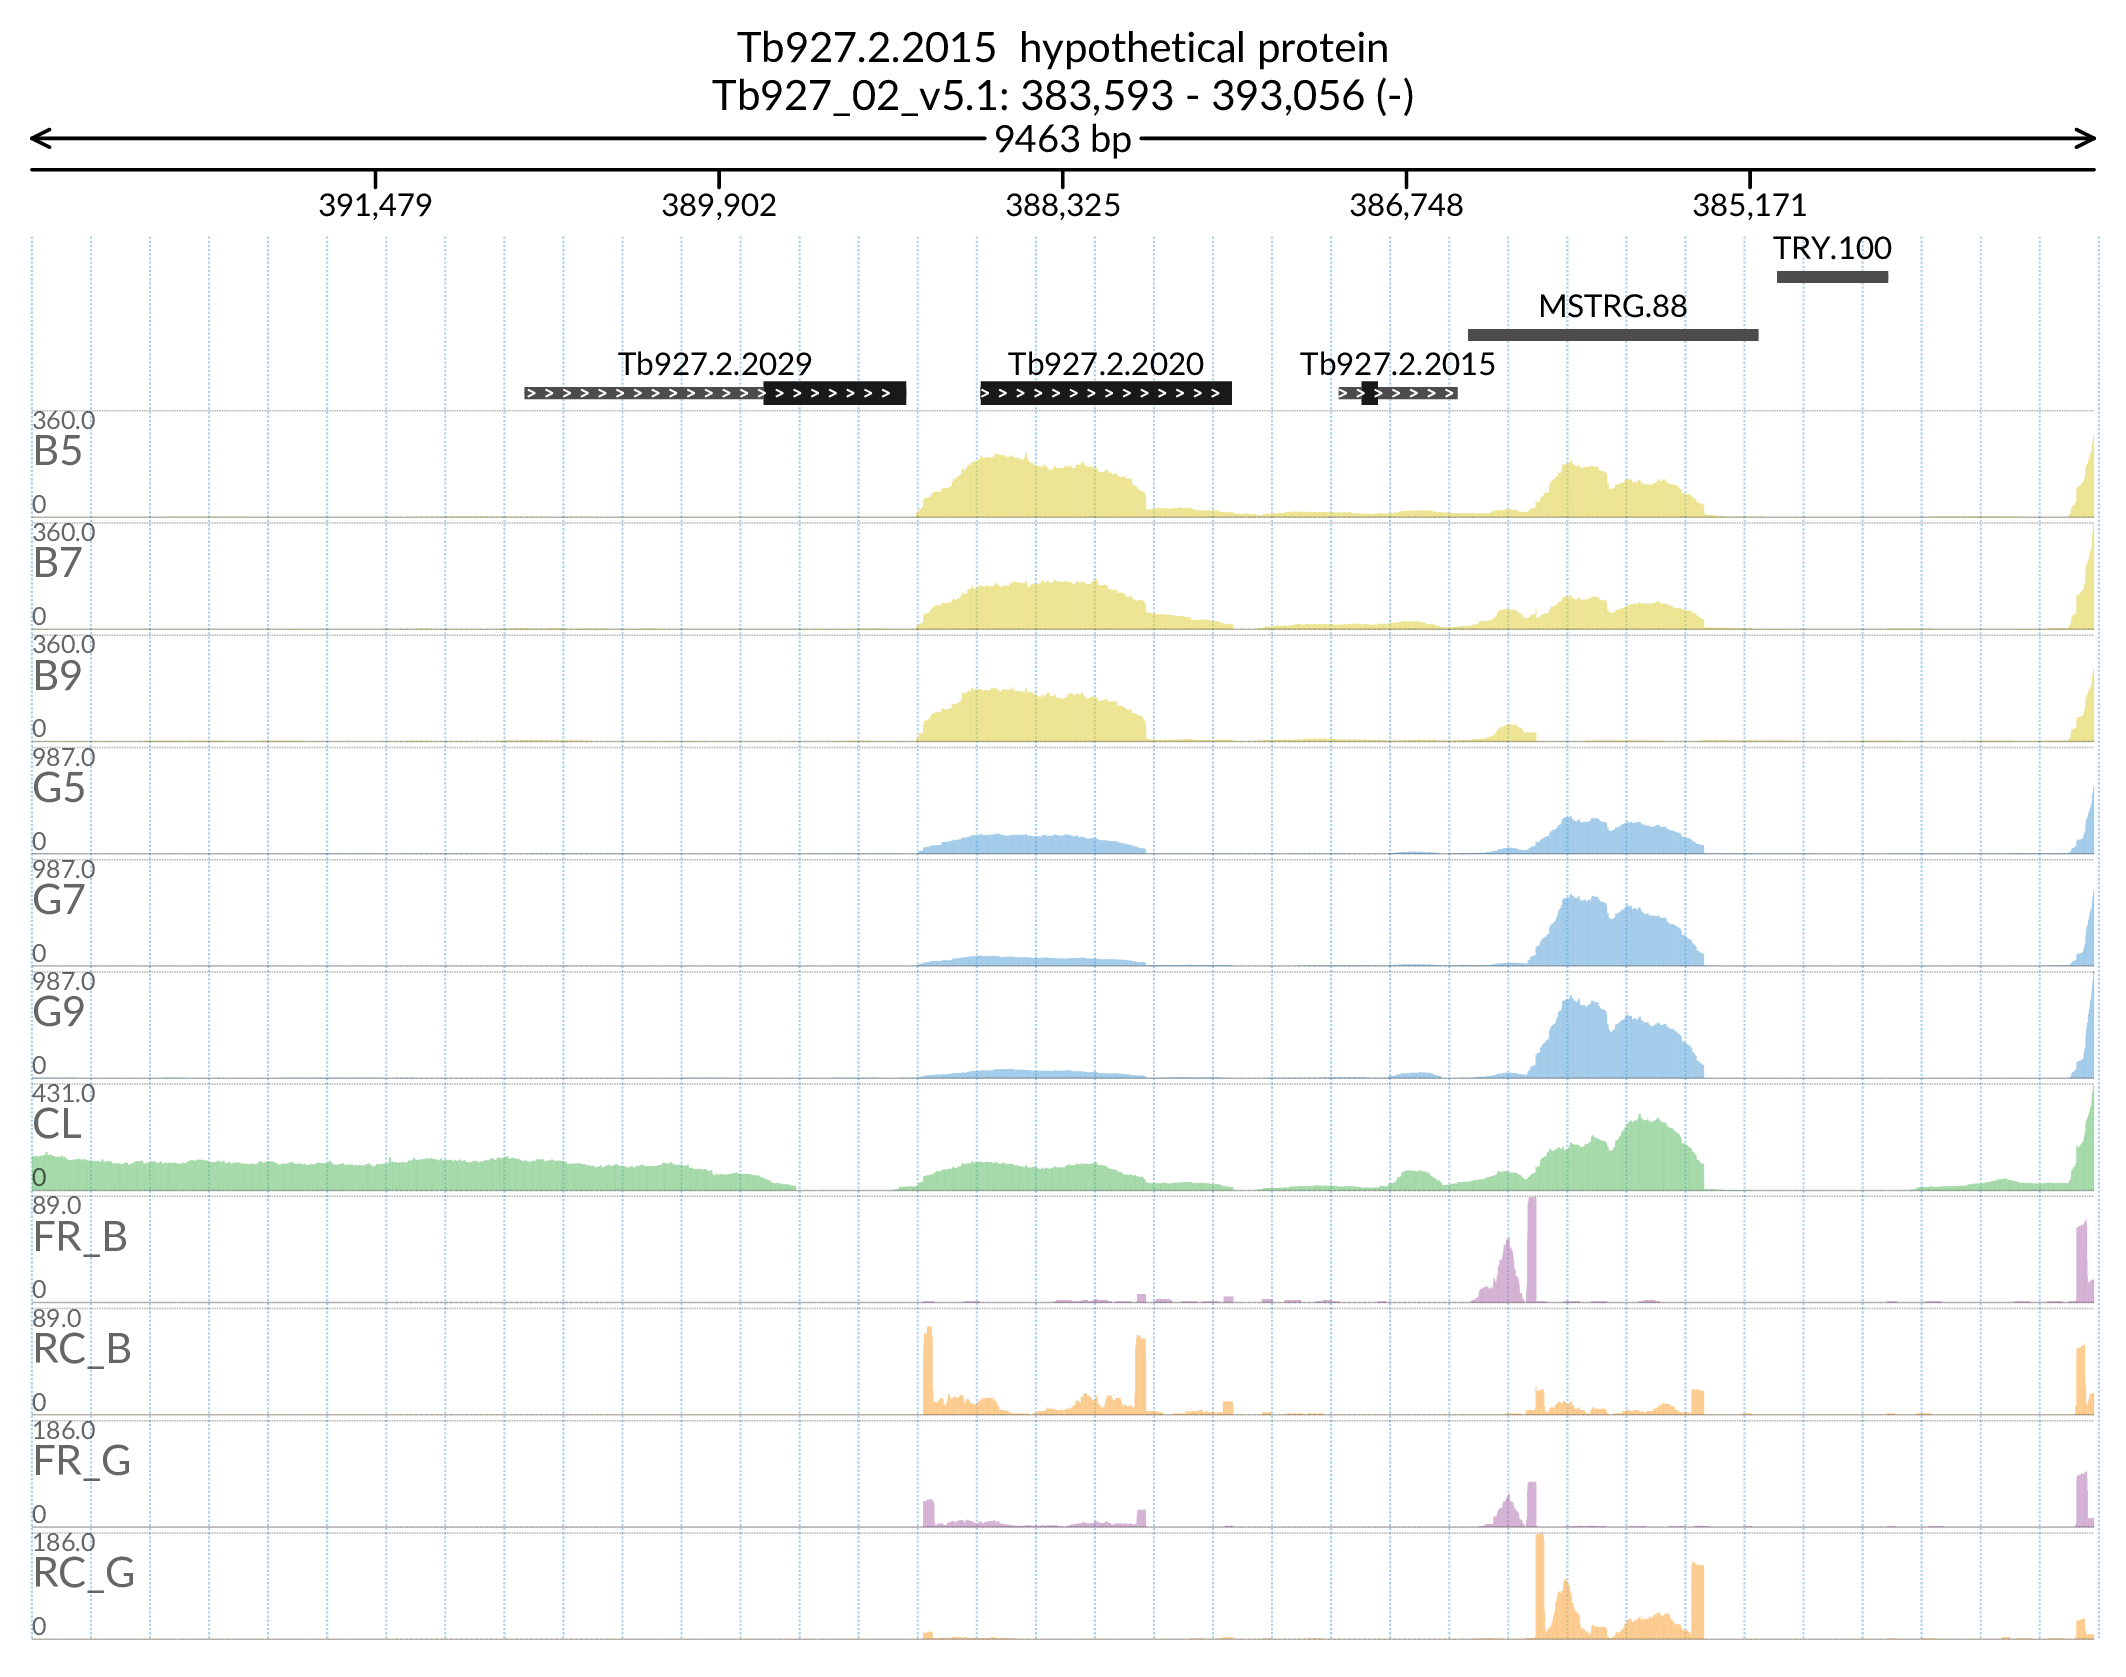 Tb927.2.2015  hypothetical protein
Tb927_02_v5.1: 383,593 - 393,056 (-)
9463 bp
391,479 389,902 388,325 386,748 385,171
TRY.100
MSTRG.88
Tb927.2.2029 Tb927.2.2020 Tb927.2.2015
360.0
B5
0
360.0
B7
0
360.0
B9
0
987.0
G5
0
987.0
G7
0
987.0
G9
0
431.0
CL
0
89.0
FR_B
0
89.0
RC_B
0
186.0
FR_G
0
186.0
RC_G
0